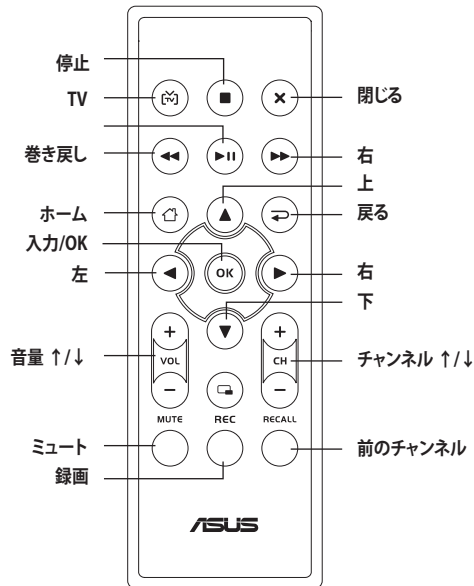 停止
TV
閉じる
巻き戻し
右
上
ホーム
戻る
入力/OK
OK
左
右
下
音量 ↑/↓
VOL
CH
チャンネル ↑/↓
MUTE REC RECALL
ミュート
前のチャンネル
録画
ASUS